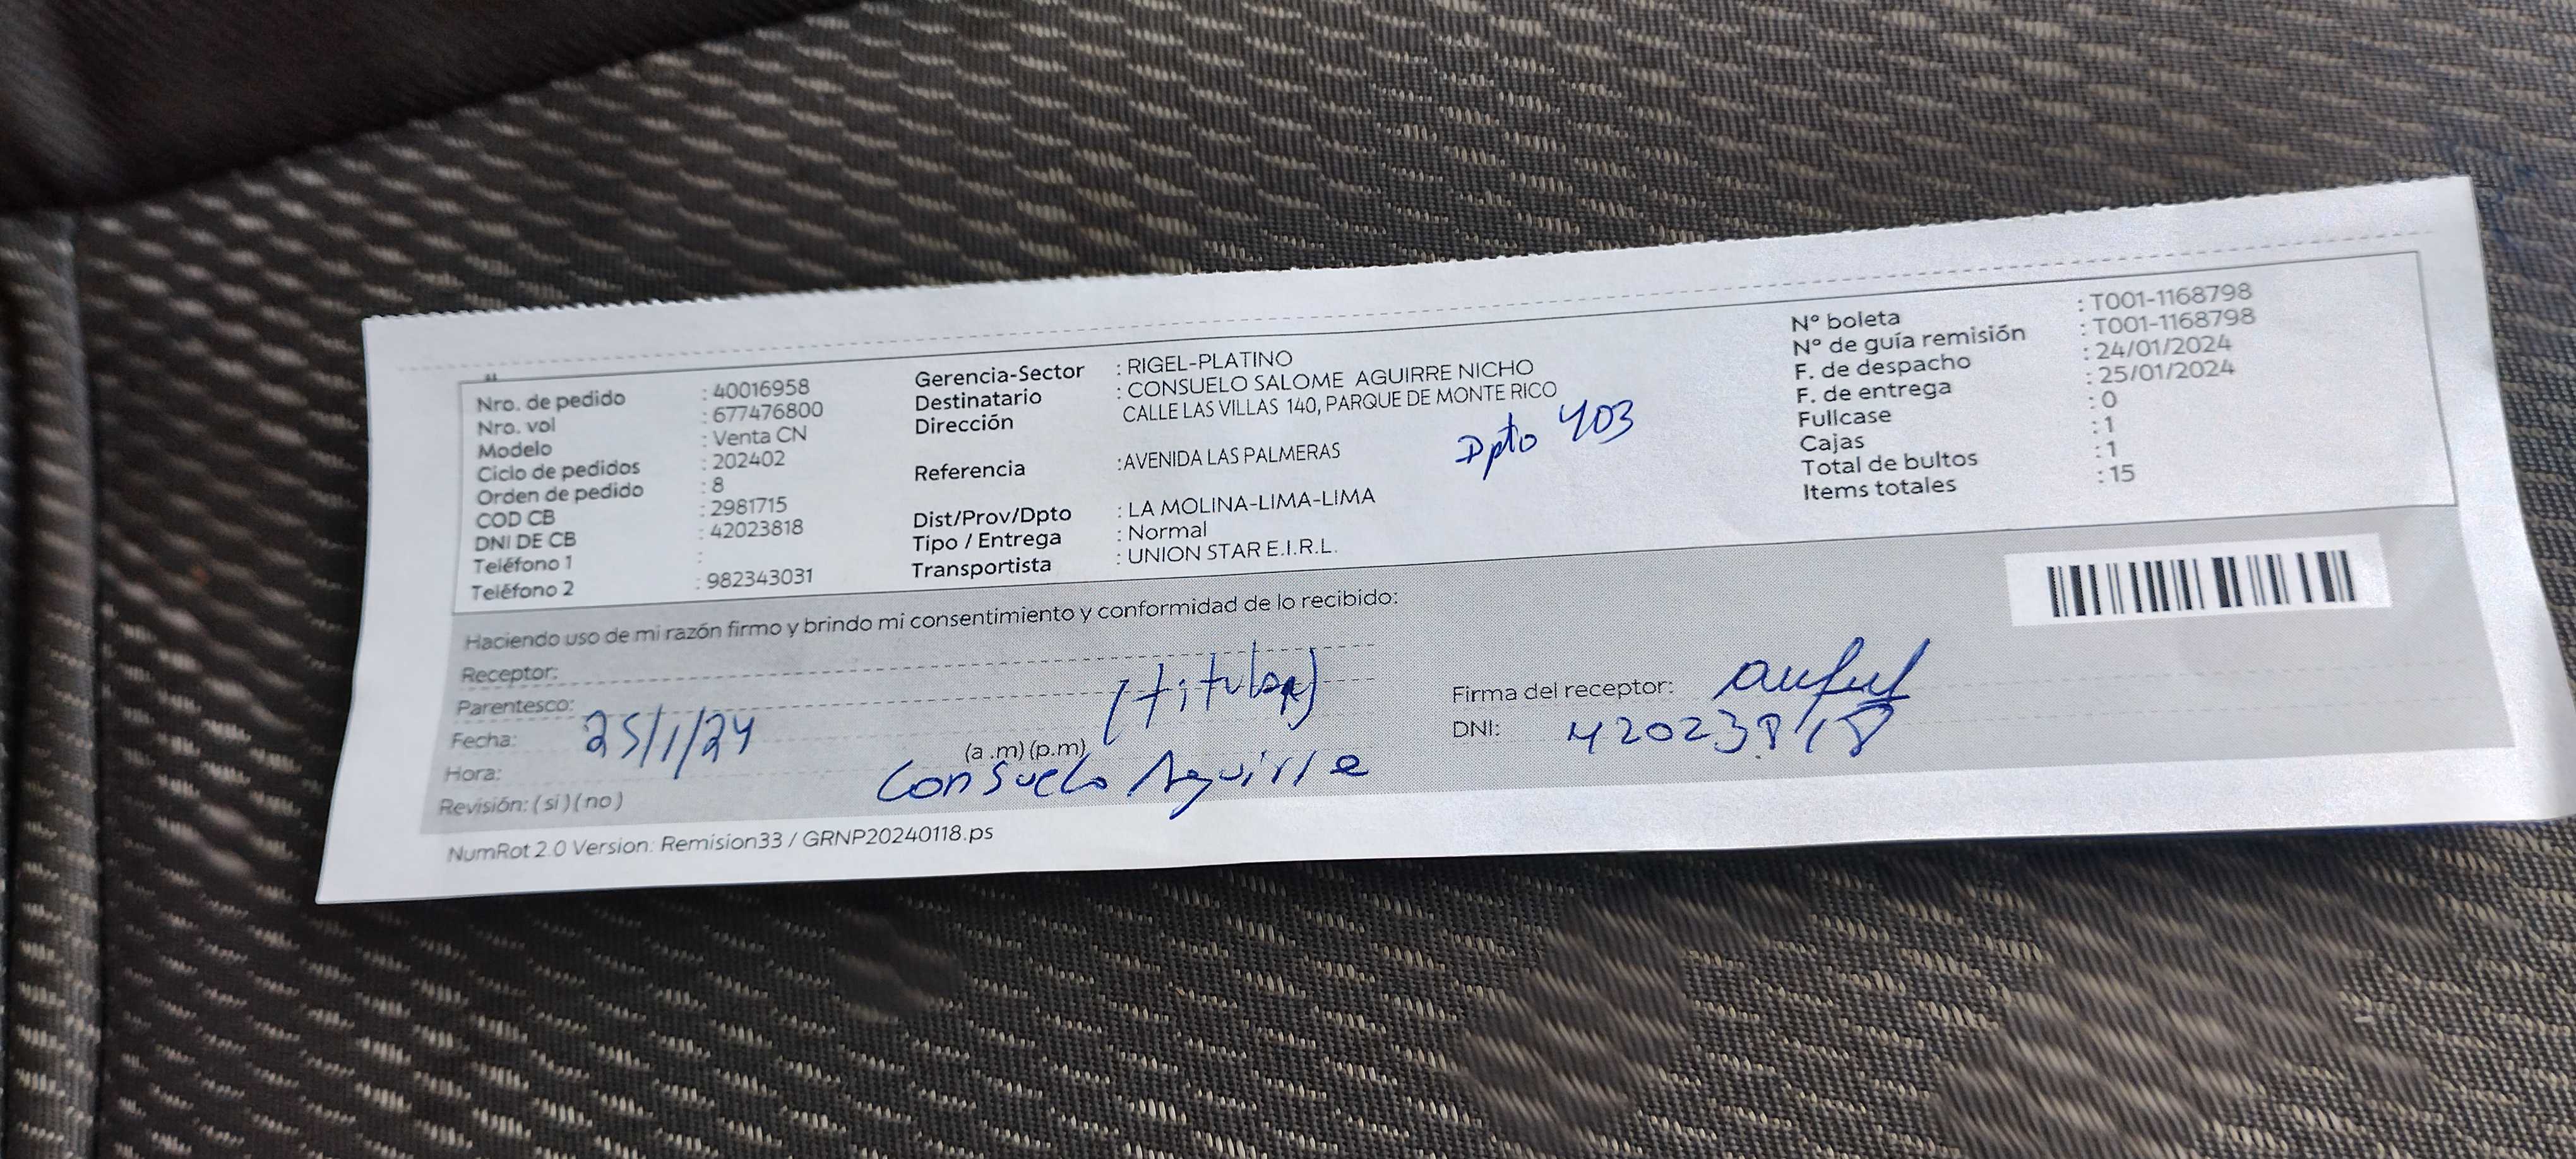 Nro. de pedido : 40016958
Nro. vol : 677476800
Modelo : Venta CN
Ciclo de pedidos : 202402
Orden de pedido : 8
COD CB : 2981715
DNI DE CB : 42023818
Teléfono 1 :
Teléfono 2 : 982343031
Gerencia-Sector : RIGEL-PLATINO
Destinatario : CONSUELO SALOME AGUIRRE NICHO
Dirección CALLE LAS VILLAS 140, PARQUE DE MONTE RICO
Dpto 403
Referencia :AVENIDA LAS PALMERAS
Dist/Prov/Dpto : LA MOLINA-LIMA-LIMA
Tipo / Entrega : Normal
Transportista : UNION STAR E.I.R.L.
N° boleta : T001-1168798
N° de guía remisión : T001-1168798
F. de despacho : 24/01/2024
F. de entrega : 25/01/2024
Fullcase : 0
Cajas : 1
Total de bultos : 1
Items totales : 15
Haciendo uso de mi razón firmo y brindo mi consentimiento y conformidad de lo recibido:
Receptor:
Parentesco: (titular)
Fecha: 25/1/24
Hora: (a .m) (p.m)
Revisión: ( si ) ( no )
Consuelo Aguirre
Firma del receptor:
DNI: 42023818
NumRot 2.0 Version: Remision33 / GRNP20240118.ps